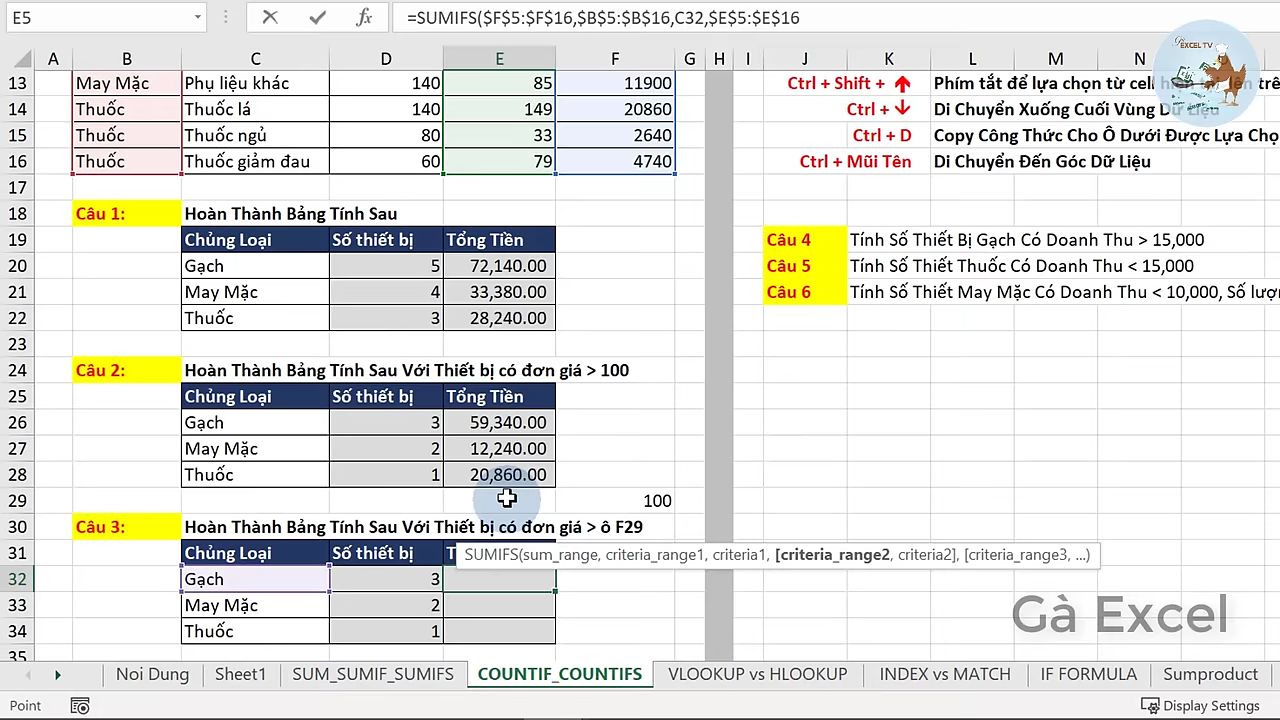 E5 =SUMIFS($F$5:$F$16,$B$5:$B$16,C32,$E$5:$E$16
A B C D E F G H I J K L M N
13 May Mặc Phụ liệu khác 140 85 11900 Ctrl + Shift + Phím tắt để lựa chọn từ cell
14 Thuốc Thuốc lá 140 149 20860 Ctrl + Di Chuyển Xuống Cuối Vùng Dữ Liệu
15 Thuốc Thuốc ngủ 80 33 2640 Ctrl + D Copy Công Thức Cho Ô Dưới Được Lựa Chọ
16 Thuốc Thuốc giảm đau 60 79 4740 Ctrl + Mũi Tên Di Chuyển Đến Góc Dữ Liệu
17
18 Câu 1: Hoàn Thành Bảng Tính Sau
19 Chủng Loại Số thiết bị Tổng Tiền Câu 4 Tính Số Thiết Bị Gạch Có Doanh Thu > 15,000
20 Gạch 5 72,140.00 Câu 5 Tính Số Thiết Thuốc Có Doanh Thu < 15,000
21 May Mặc 4 33,380.00 Câu 6 Tính Số Thiết May Mặc Có Doanh Thu < 10,000, Số lượn
22 Thuốc 3 28,240.00
23
24 Câu 2: Hoàn Thành Bảng Tính Sau Với Thiết bị có đơn giá > 100
25 Chủng Loại Số thiết bị Tổng Tiền
26 Gạch 3 59,340.00
27 May Mặc 2 12,240.00
28 Thuốc 1 20,860.00
29 100
30 Câu 3: Hoàn Thành Bảng Tính Sau Với Thiết bị có đơn giá > ô F29
31 Chủng Loại Số thiết bị T
SUMIFS(sum_range, criteria_range1, criteria1, [criteria_range2, criteria2], [criteria_range3, ...)
32 Gạch 3
33 May Mặc 2
34 Thuốc 1
35
Gà Excel
Noi Dung Sheet1 SUM_SUMIF_SUMIFS COUNTIF_COUNTIFS VLOOKUP vs HLOOKUP INDEX vs MATCH IF FORMULA Sumproduct
Point Display Settings